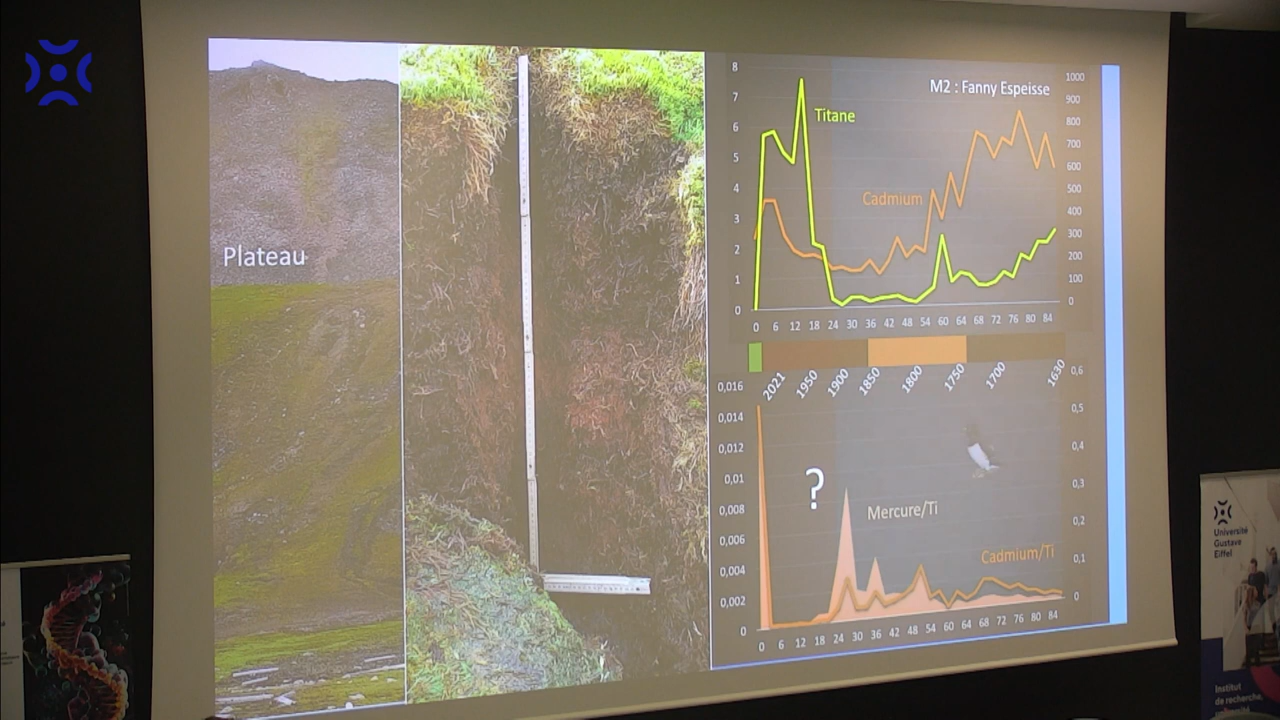 Plateau
M2 : Fanny Espeisse
Titane
Cadmium
8
7
6
5
4
3
2
1
0
1000
900
800
700
600
500
400
300
200
100
0
0 6 12 18 24 30 36 42 48 54 60 64 68 72 76 80 84
2021 1950 1900 1850 1800 1750 1700 1630
0,016
0,014
0,012
0,01
0,008
0,006
0,004
0,002
0
0,6
0,5
0,4
0,3
0,2
0,1
0
?
Mercure/Ti
Cadmium/Ti
0 6 12 18 24 30 36 42 48 54 60 64 68 72 76 80 84
Université
Gustave
Eiffel
Institut
de recherche